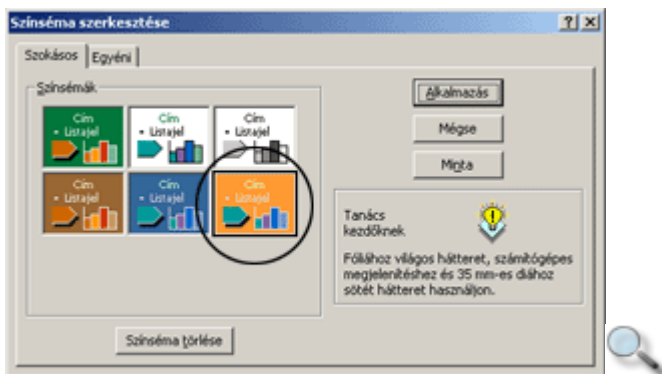 Színséma szerkesztése
Szokásos
Egyéni
Színsémák
Cím
• Listajel
Cím
• Listajel
Cím
• Listajel
Cím
• Listajel
Cím
• Listajel
Cím
• Listajel
Színséma törlése
Alkalmazás
Mégse
Minta
Tanács
kezdőknek
Fóliához világos hátteret, számítógépes
megjelenítéshez és 35 mm-es diához
sötét hátteret használjon.